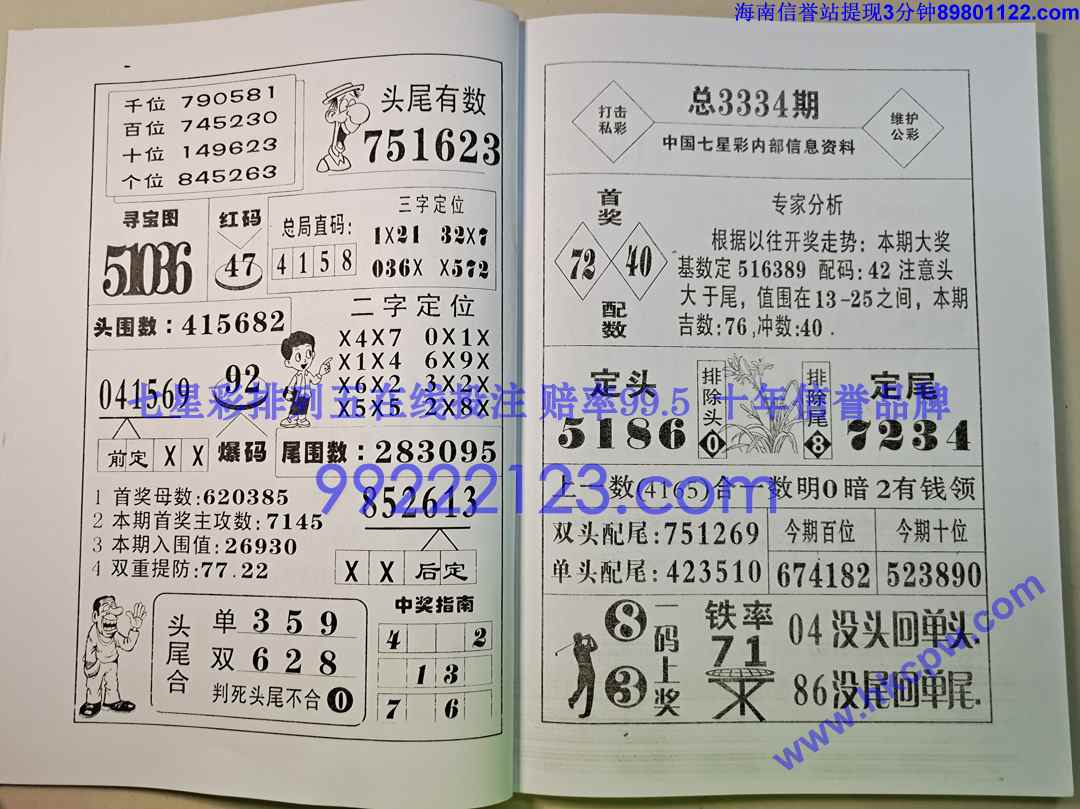 海南信誉站提现3分钟89801122.com
千位 790581
百位 745230
十位 149623
个位 845263
头尾有数
751623
寻宝图
51036
红码
47
总局直码:
4 1 5 8
三字定位
1X21 32X7
036X X572
头围数:415682
二字定位
X4X7 0X1X
X1X4 6X9X
X6X2 3X2X
X5X5 2X8X
041569
前定 X X
92
爆码
尾围数:283095
七星彩排列五在线投注 赔率99.5 十年信誉品牌
99222123.com
1 首奖母数:620385
2 本期首奖主攻数:7145
3 本期入围值:26930
4 双重提防:77.22
852613
X X 后定
头尾合
单 3 5 9
双 6 2 8
判死头尾不合0
中奖指南
4 2
1 3
7 6
打击私彩
总3334期
中国七星彩内部信息资料
维护公彩
首奖
72 40
配数
专家分析
根据以往开奖走势:本期大奖
基数定 516389 配码:42 注意头
大于尾,值围在13-25之间,本期
吉数:76,冲数:40.
定头
5186
排除头0
排除尾8
定尾
7234
上一数(4165)合一数明0暗2有钱领
双头配尾:751269
单头配尾:423510
今期百位
674182
今期十位
523890
8
3
一码上奖
铁率
71
04没头回单头.
86没尾回单尾.
www.hkcpw.com